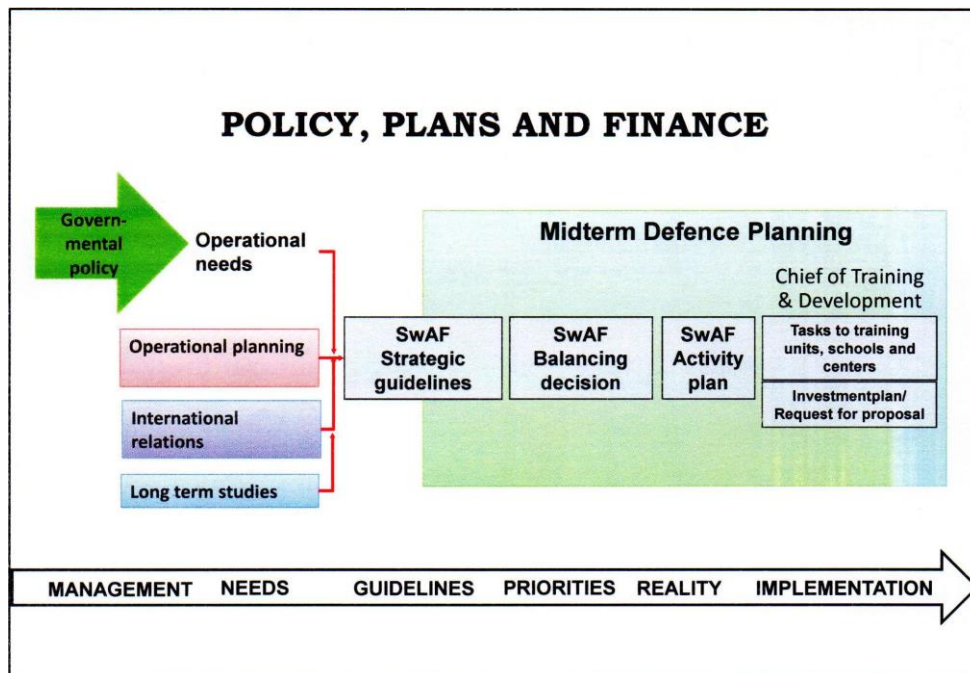 POLICY, PLANS AND FINANCE
Govern-
mental
policy
Operational
needs
Operational planning
International
relations
Long term studies
Midterm Defence Planning
Chief of Training
& Development
SwAF
Strategic
guidelines
SwAF
Balancing
decision
SwAF
Activity
plan
Tasks to training
units, schools and
centers
Investmentplan/
Request for proposal
MANAGEMENT NEEDS GUIDELINES PRIORITIES REALITY IMPLEMENTATION